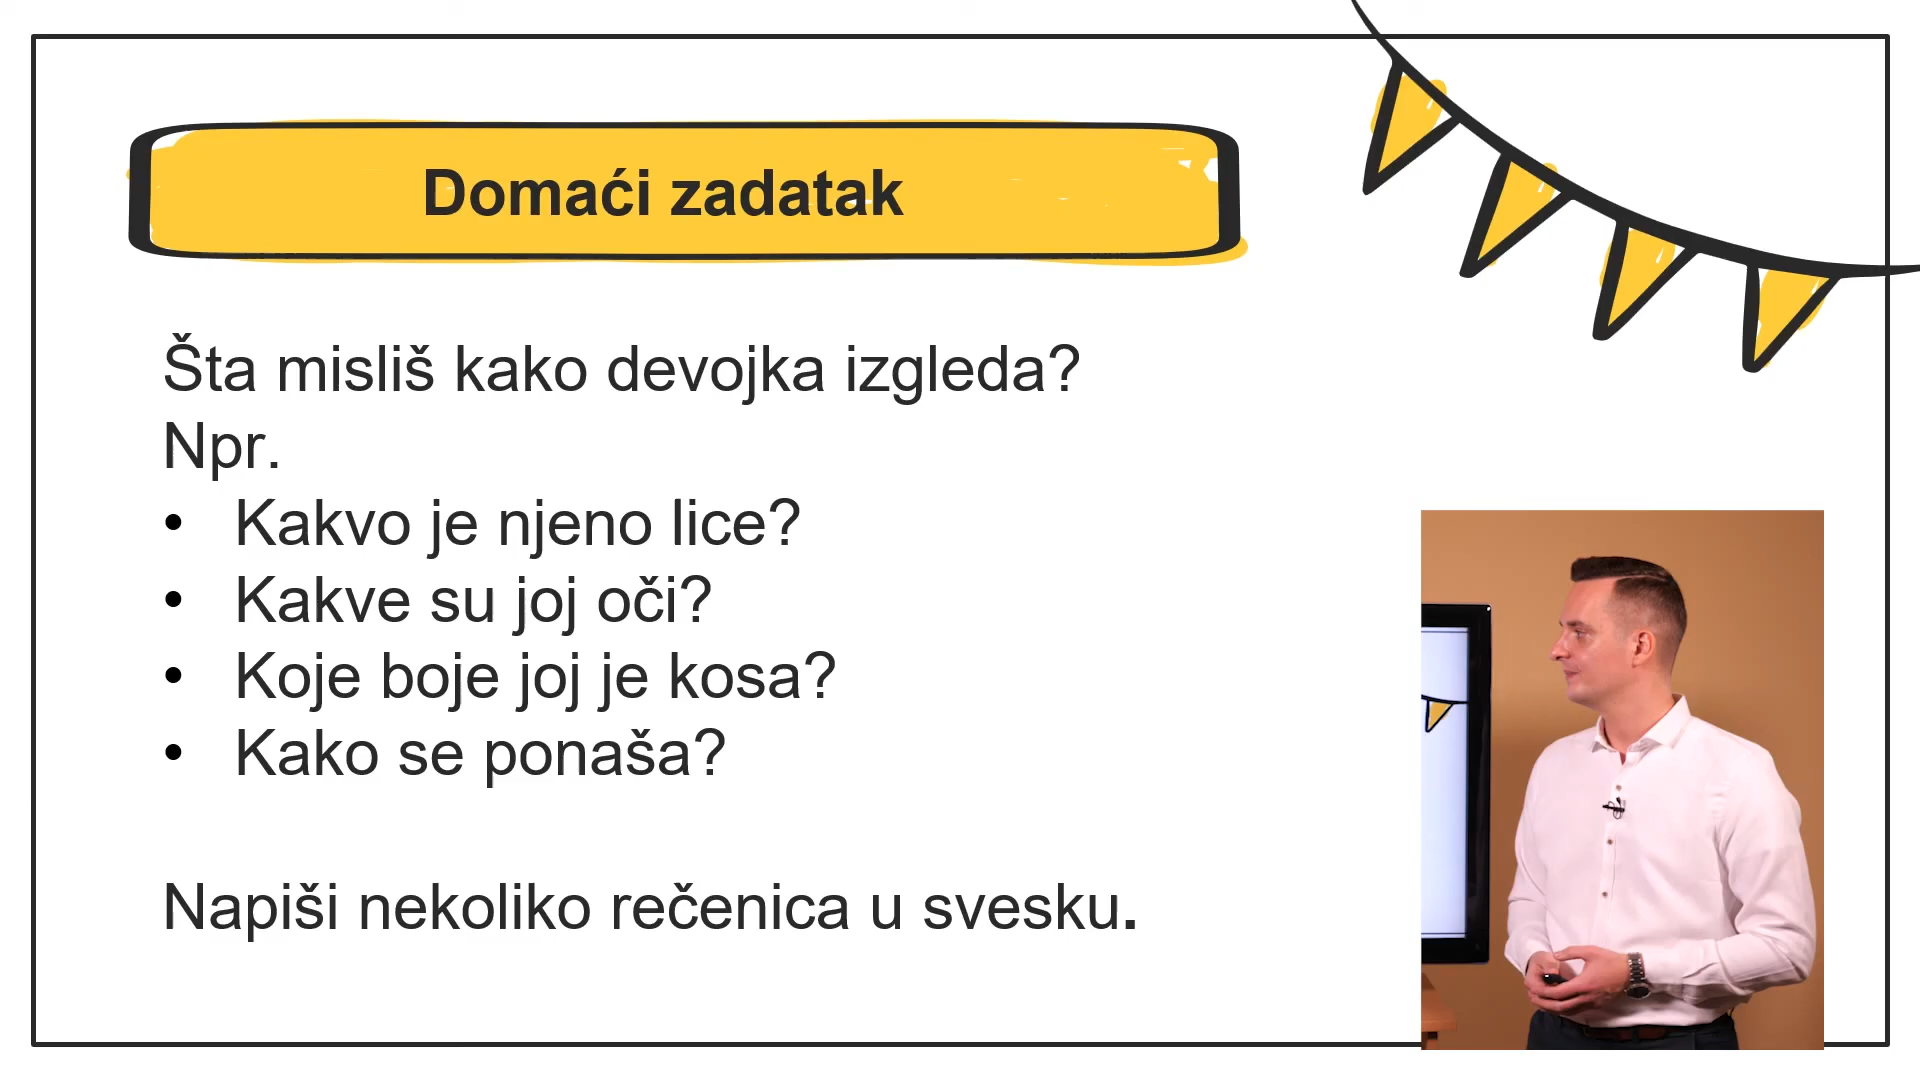 Domaći zadatak
Šta misliš kako devojka izgleda?
Npr.
• Kakvo je njeno lice?
• Kakve su joj oči?
• Koje boje joj je kosa?
• Kako se ponaša?
Napiši nekoliko rečenica u svesku.